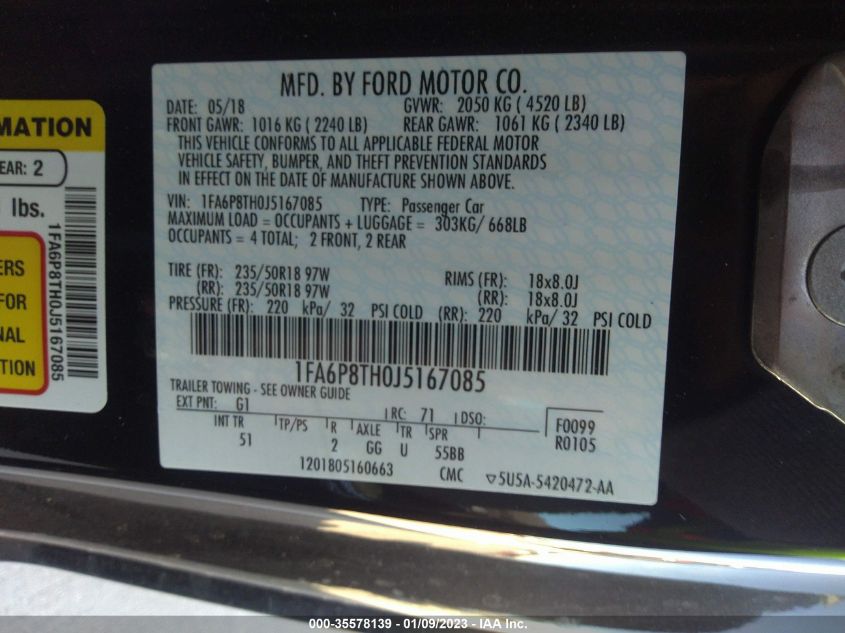 MFD. BY FORD MOTOR CO.
DATE: 05/18 GVWR: 2050 KG ( 4520 LB)
FRONT GAWR: 1016 KG ( 2240 LB) REAR GAWR: 1061 KG ( 2340 LB)
THIS VEHICLE CONFORMS TO ALL APPLICABLE FEDERAL MOTOR
VEHICLE SAFETY, BUMPER, AND THEFT PREVENTION STANDARDS
IN EFFECT ON THE DATE OF MANUFACTURE SHOWN ABOVE.
VIN: 1FA6P8TH0J5167085 TYPE: Passenger Car
MAXIMUM LOAD = OCCUPANTS + LUGGAGE = 303KG/ 668LB
OCCUPANTS = 4 TOTAL; 2 FRONT, 2 REAR
TIRE (FR): 235/50R18 97W RIMS (FR): 18x8.0J
(RR): 235/50R18 97W (RR): 18x8.0J
PRESSURE (FR): 220 kPa/ 32 PSI COLD (RR): 220 kPa/ 32 PSI COLD
1FA6P8TH0J5167085
TRAILER TOWING - SEE OWNER GUIDE
EXT PNT: G1 RC: 71 DSO: F0099
INT TR TP/PS R AXLE TR SPR R0105
51 2 GG U 55BB
1201805160663 CMC ▽5U5A-5420472-AA
MATION
EAR: 2
lbs.
ERS
FOR
NAL
TION
1FA6P8TH0J5167085
000-35578139 - 01/09/2023 - IAA Inc.